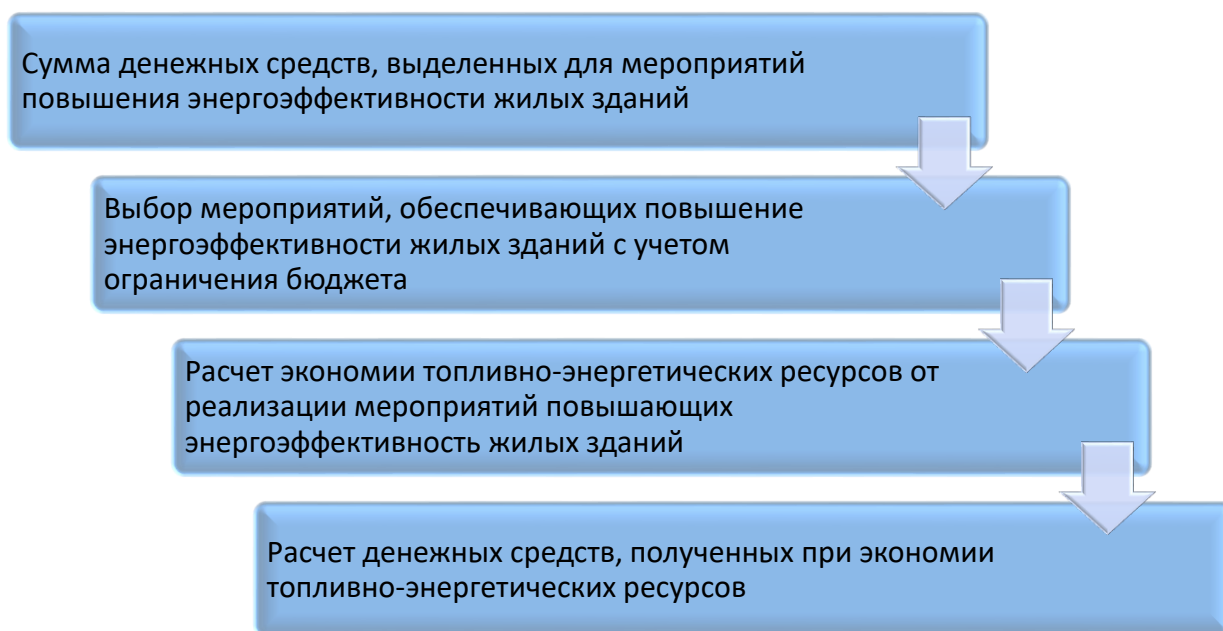 Сумма денежных средств, выделенных для мероприятий
повышения энергоэффективности жилых зданий
Выбор мероприятий, обеспечивающих повышение
энергоэффективности жилых зданий с учетом
ограничения бюджета
Расчет экономии топливно-энергетических ресурсов от
реализации мероприятий повышающих
энергоэффективность жилых зданий
Расчет денежных средств, полученных при экономии
топливно-энергетических ресурсов